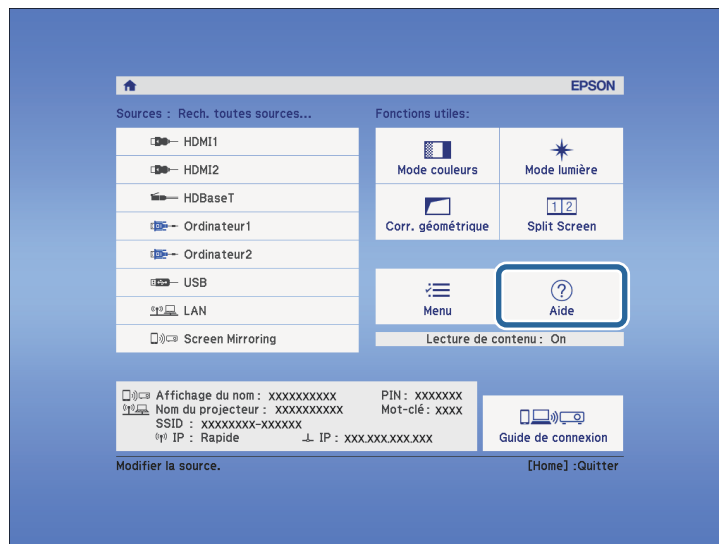 EPSON
Sources : Rech. toutes sources...
HDMI1
HDMI2
HDBaseT
Ordinateur1
Ordinateur2
USB
LAN
Screen Mirroring
Fonctions utiles:
Mode couleurs
Mode lumière
Corr. géométrique
1 2
Split Screen
Menu
?
Aide
Lecture de contenu : On
Affichage du nom : xxxxxxxxxx PIN : xxxxxxx
Nom du projecteur : xxxxxxxxxx Mot-clé : xxxx
SSID : xxxxxxxx-xxxxxx
IP : Rapide IP : xxx.xxx.xxx.xxx
Guide de connexion
Modifier la source. [Home] :Quitter